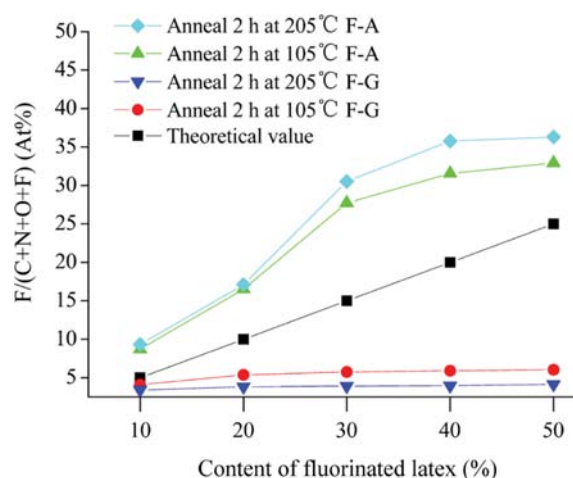 Anneal 2 h at 205℃ F-A
Anneal 2 h at 105℃ F-A
Anneal 2 h at 205℃ F-G
Anneal 2 h at 105℃ F-G
Theoretical value
F/(C+N+O+F) (At%)
50
45
40
35
30
25
20
15
10
5
10 20 30 40 50
Content of fluorinated latex (%)